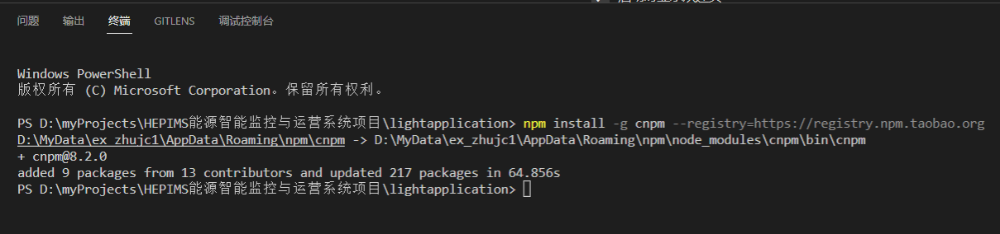 问题 输出 终端 GITLENS 调试控制台
Windows PowerShell
版权所有 (C) Microsoft Corporation。保留所有权利。
PS D:\myProjects\HEPIMS能源智能监控与运营系统项目\lightapplication> npm install -g cnpm --registry=https://registry.npm.taobao.org
D:\MyData\ex_zhujc1\AppData\Roaming\npm\cnpm -> D:\MyData\ex_zhujc1\AppData\Roaming\npm\node_modules\cnpm\bin\cnpm
+ cnpm@8.2.0
added 9 packages from 13 contributors and updated 217 packages in 64.856s
PS D:\myProjects\HEPIMS能源智能监控与运营系统项目\lightapplication>